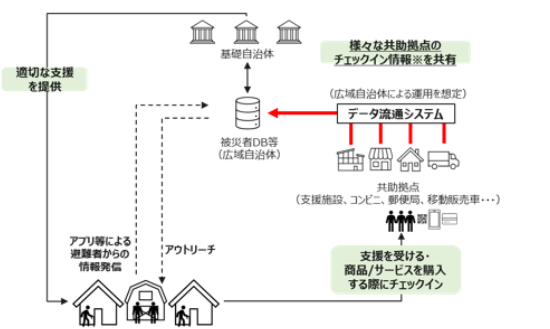 基礎自治体
様々な共助拠点の
チェックイン情報※を共有
適切な支援
を提供
(広域自治体による運用を想定)
データ流通システム
被災者DB等
(広域自治体)
共助拠点
(支援施設、コンビニ、郵便局、移動販売車・・・)
アプリ等による
避難者からの
情報発信
アウトリーチ
支援を受ける・
商品/サービスを購入
する際にチェックイン